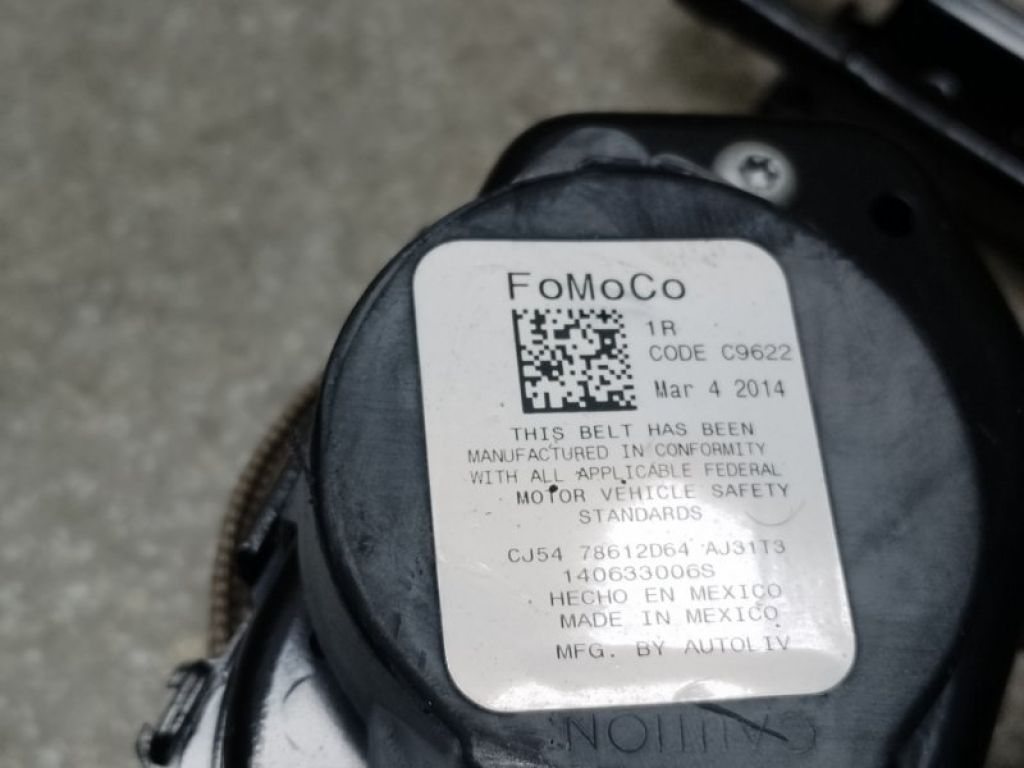 FoMoCo
1R
CODE C9622
Mar 4 2014
THIS BELT HAS BEEN
MANUFACTURED IN CONFORMITY
WITH ALL APPLICABLE FEDERAL
MOTOR VEHICLE SAFETY
STANDARDS
CJ54 78612D64 AJ31T3
140633006S
HECHO EN MEXICO
MADE IN MEXICO
MFG. BY AUTOLIV
CAUTION: